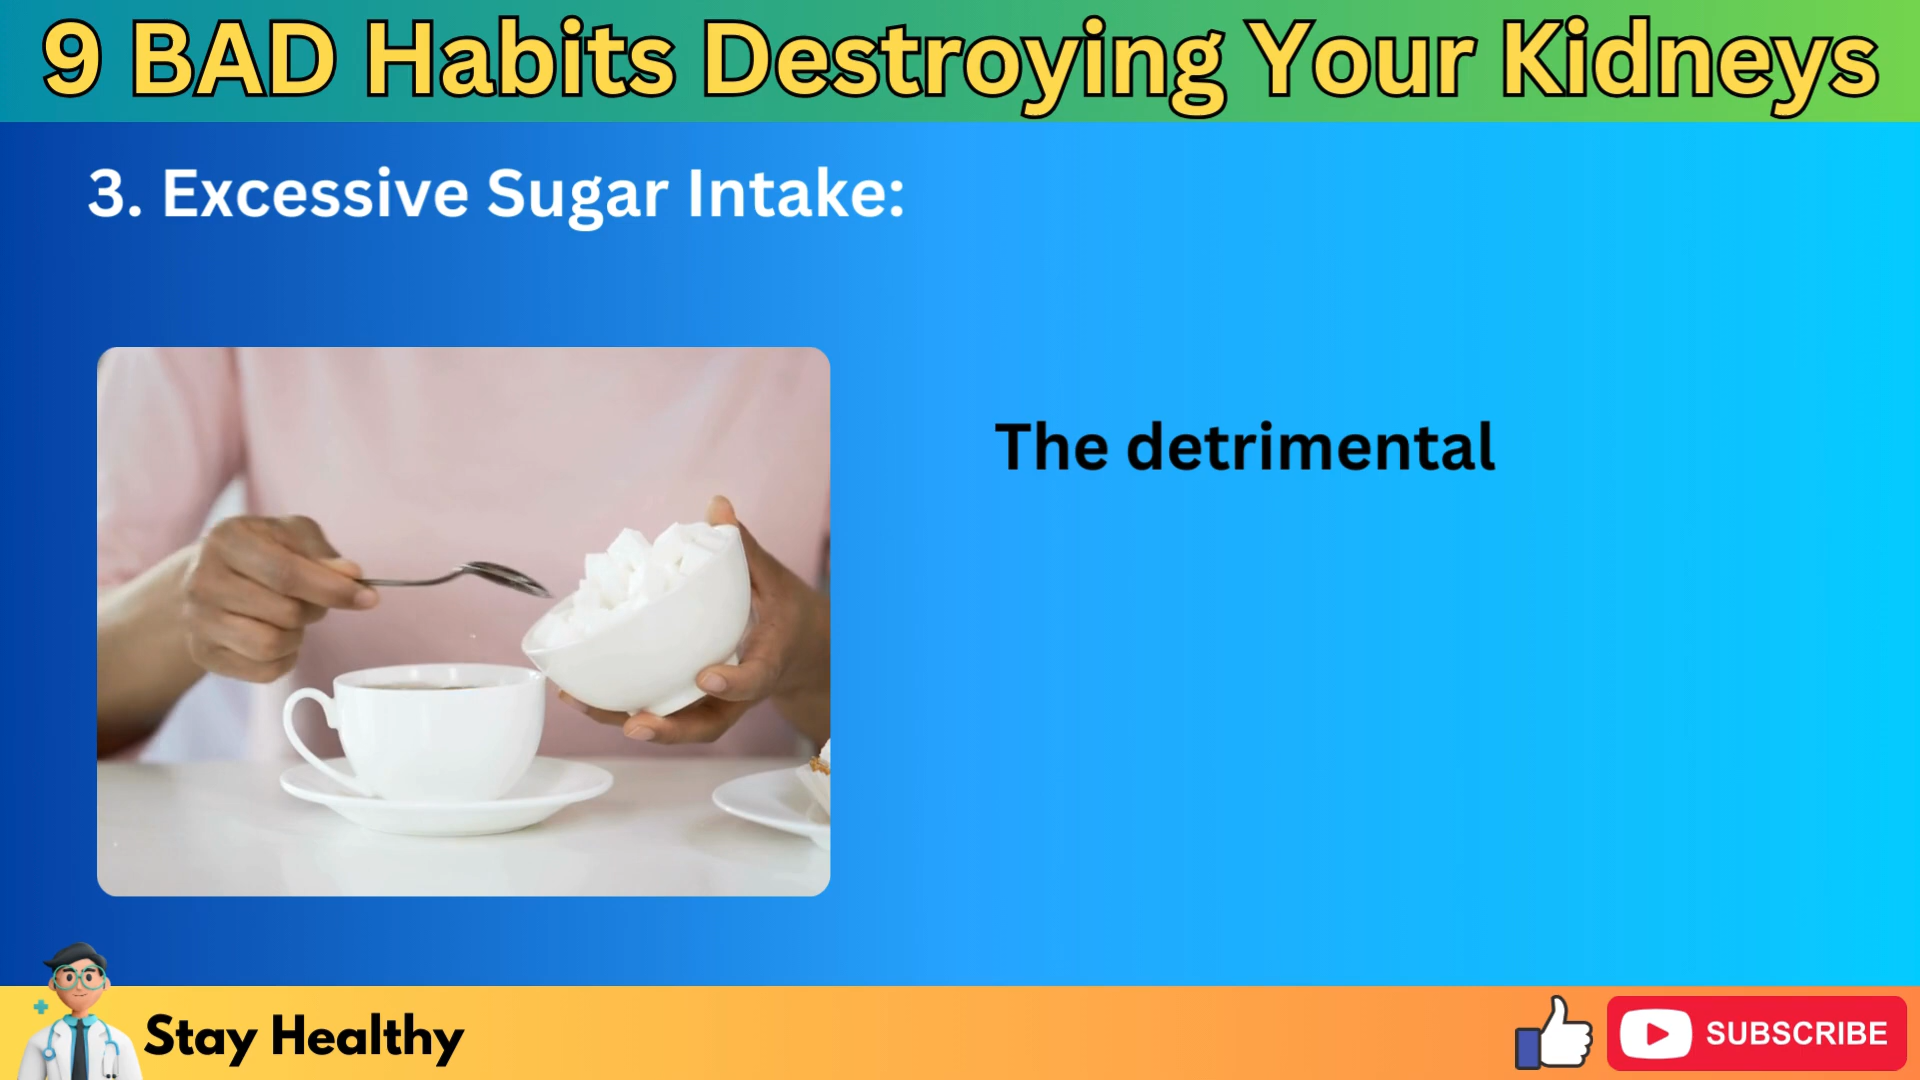 9 BAD Habits Destroying Your Kidneys
3. Excessive Sugar Intake:
The detrimental
Stay Healthy
SUBSCRIBE